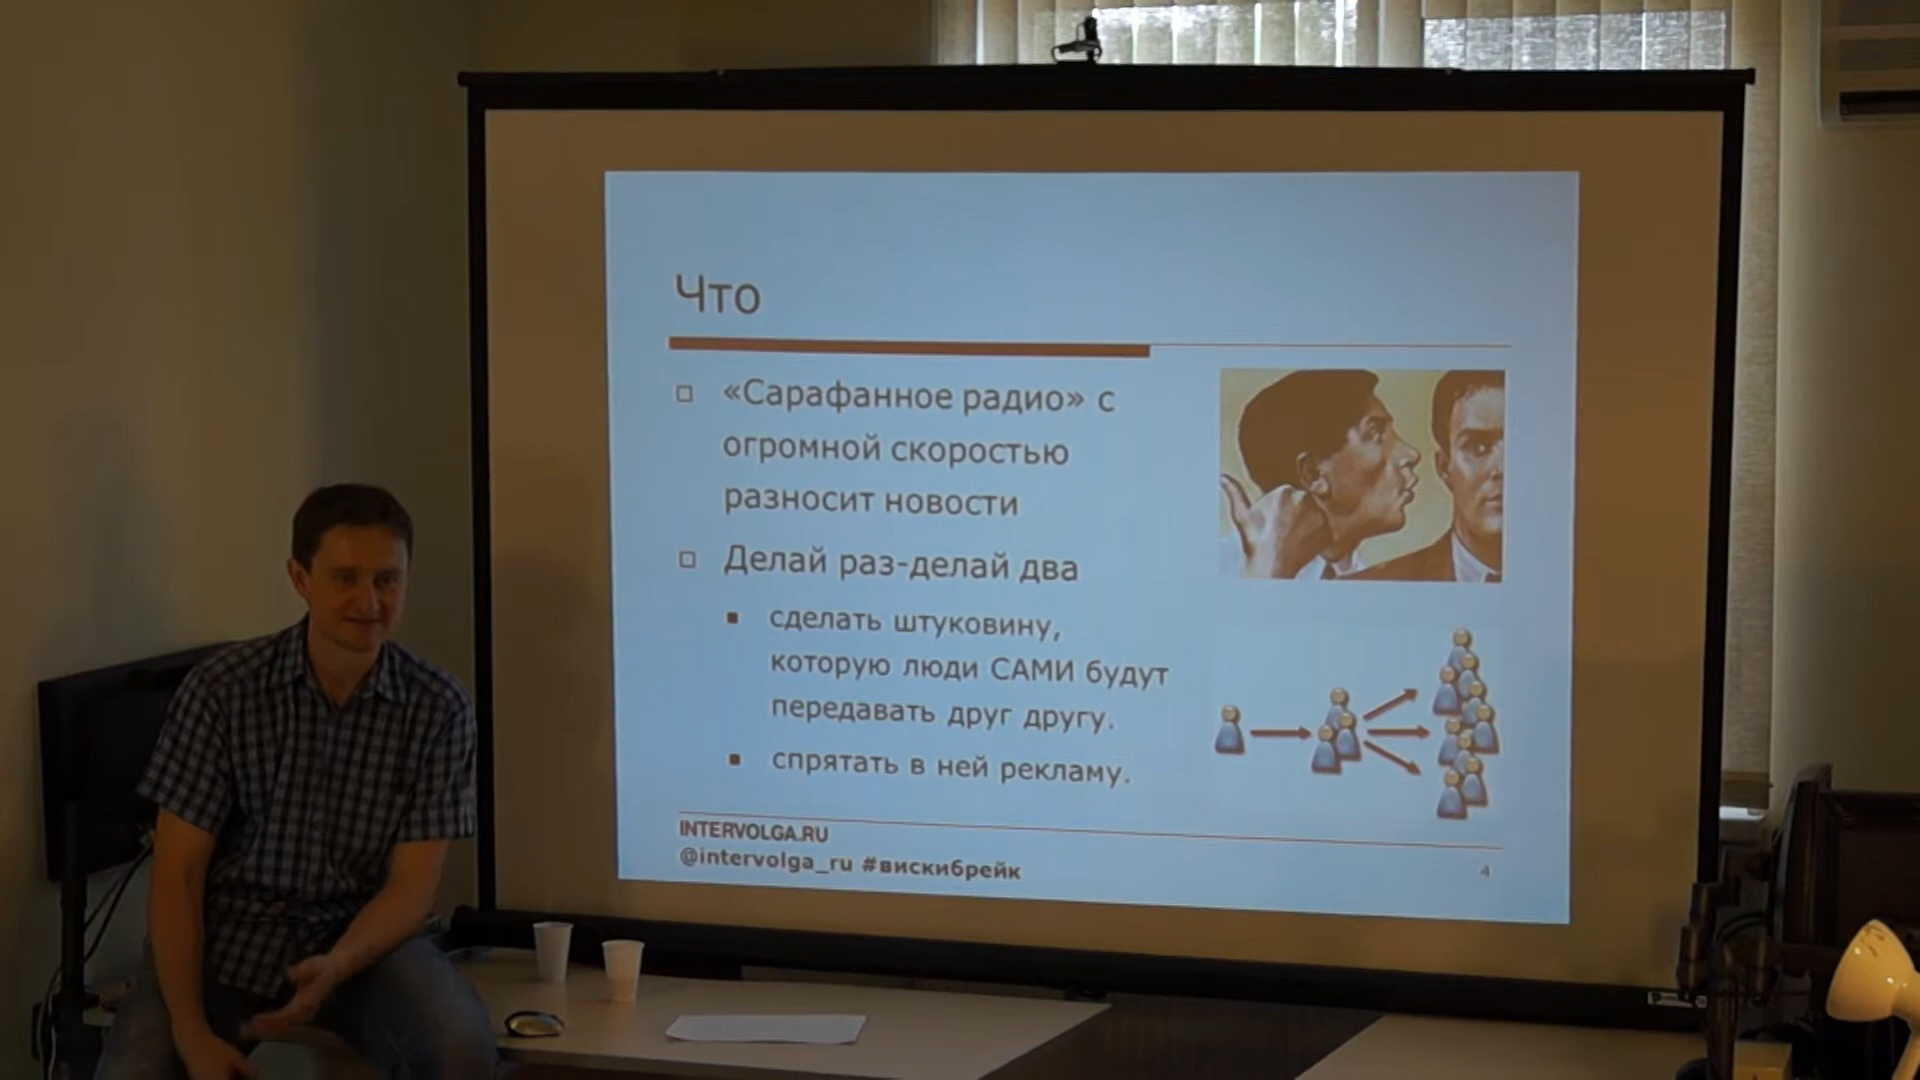 Что
«Сарафанное радио» с
огромной скоростью
разносит новости
Делай раз-делай два
сделать штуковину,
которую люди САМИ будут
передавать друг другу.
спрятать в ней рекламу.
INTERVOLGA.RU
@intervolga_ru #вискибрейк
4